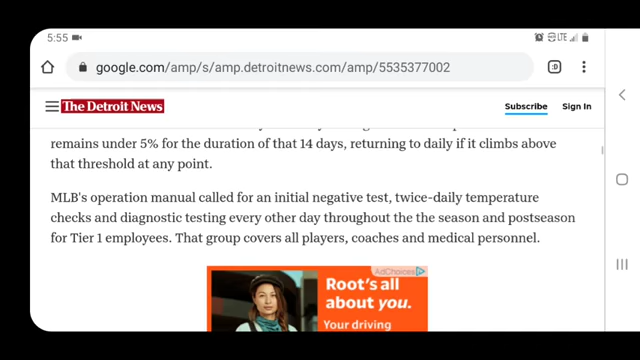 5:55
LTE
google.com/amp/s/amp.detroitnews.com/amp/5535377002
:D
The Detroit News
Subscribe
Sign In
remains under 5% for the duration of that 14 days, returning to daily if it climbs above
that threshold at any point.
MLB's operation manual called for an initial negative test, twice-daily temperature
checks and diagnostic testing every other day throughout the the season and postseason
for Tier 1 employees. That group covers all players, coaches and medical personnel.
AdChoices
Root's all
about you.
Your driving